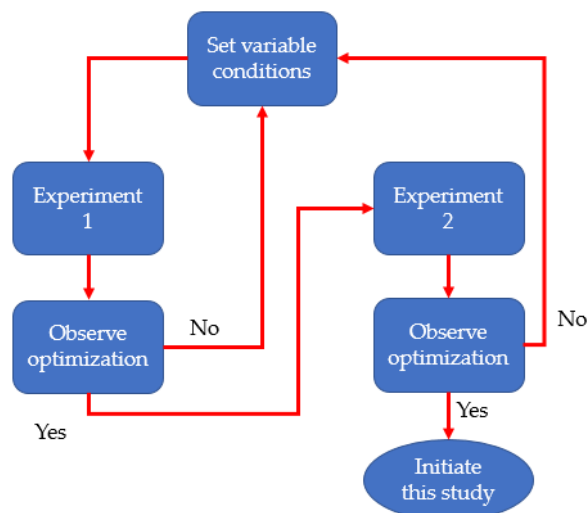 Set variable
conditions
Experiment
1
Experiment
2
Observe
optimization
No
Observe
optimization
No
Yes
Yes
Initiate
this study